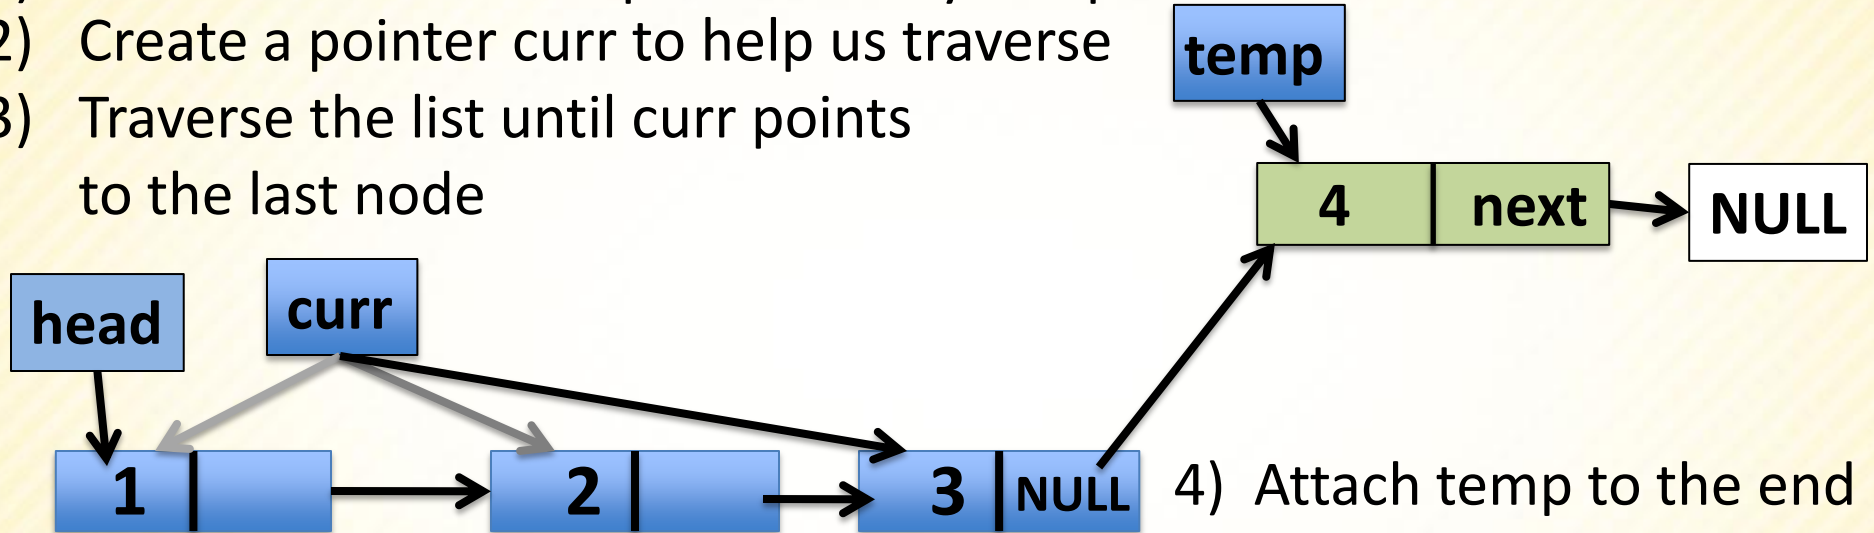 2) Create a pointer curr to help us traverse
3) Traverse the list until curr points
to the last node
temp
4 next NULL
head curr
1 2 3 NULL
4) Attach temp to the end